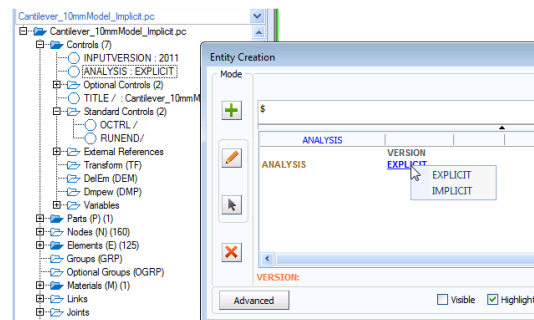 Cantilever_10mmModel_Implicit.pc
Cantilever_10mmModel_Implicit.pc
Controls (7)
INPUTVERSION : 2011
ANALYSIS : EXPLICIT
Optional Controls (2)
TITLE / : Cantilever_10mmM
Standard Controls (2)
OCTRL /
RUNEND/
External References
Transform (TF)
DelEm (DEM)
Dmpew (DMP)
Variables
Parts (P) (1)
Nodes (N) (160)
Elements (E) (125)
Groups (GRP)
Optional Groups (OGRP)
Materials (M) (1)
Links
Joints
Entity Creation
Mode
$
ANALYSIS
VERSION
ANALYSIS EXPLICIT
EXPLICIT
IMPLICIT
VERSION:
Advanced Visible Highlight